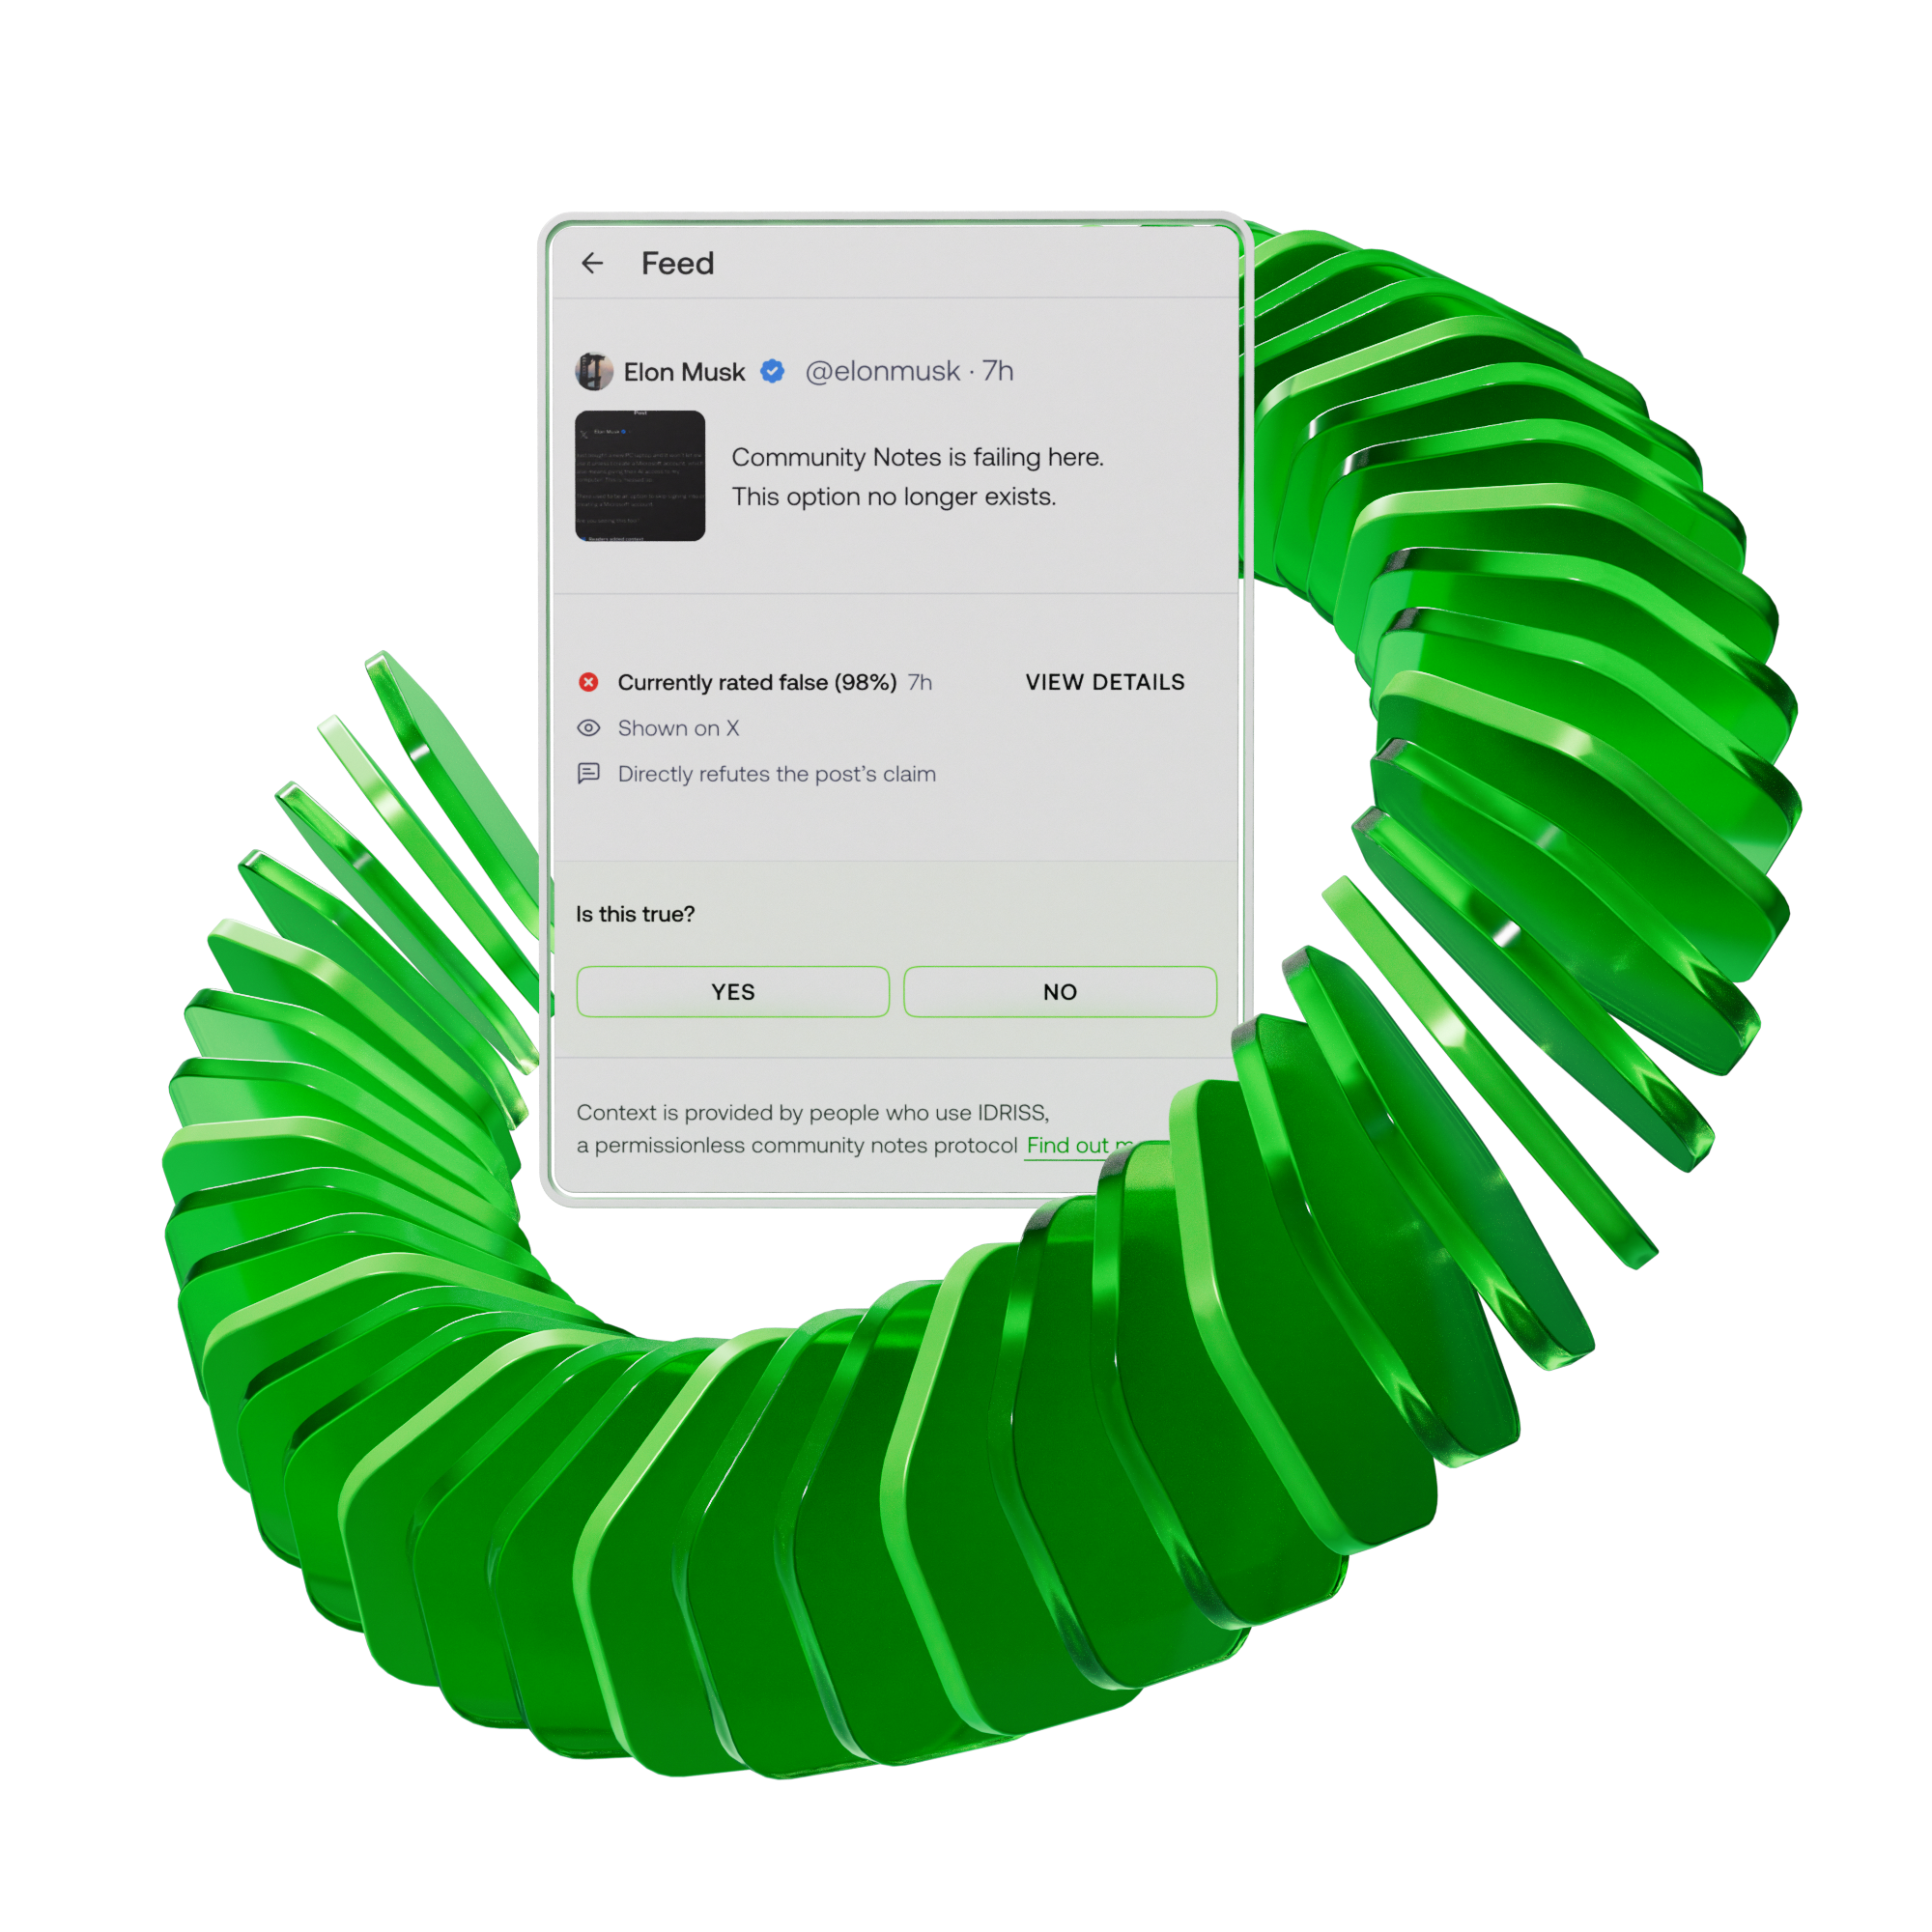 Feed
Elon Musk @elonmusk · 7h
Community Notes is failing here.
This option no longer exists.
Currently rated false (98%) 7h VIEW DETAILS
Shown on X
Directly refutes the post's claim
Is this true?
YES NO
Context is provided by people who use IDRISS,
a permissionless community notes protocol Find out